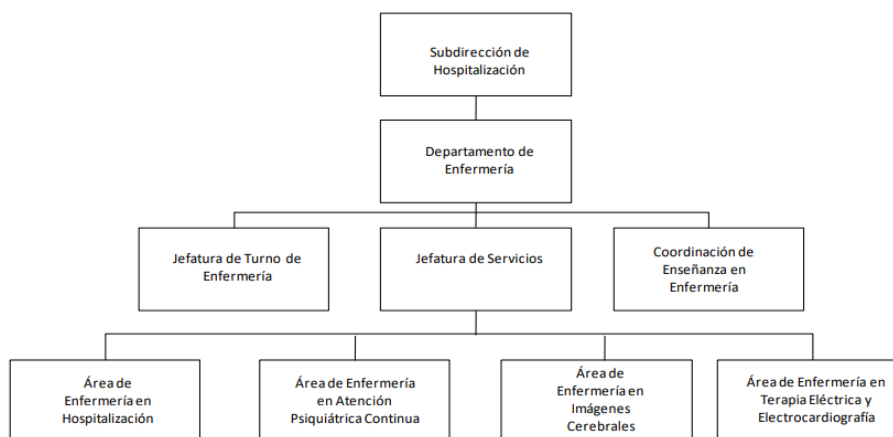 Subdirección de
Hospitalización
Departamento de
Enfermería
Jefatura de Turno de
Enfermería
Jefatura de Servicios
Coordinación de
Enseñanza en
Enfermería
Área de
Enfermería en
Hospitalización
Área de Enfermería
en Atención
Psiquiátrica Continua
Área de
Enfermería en
Imágenes
Cerebrales
Área de Enfermería en
Terapia Eléctrica y
Electrocardiografía